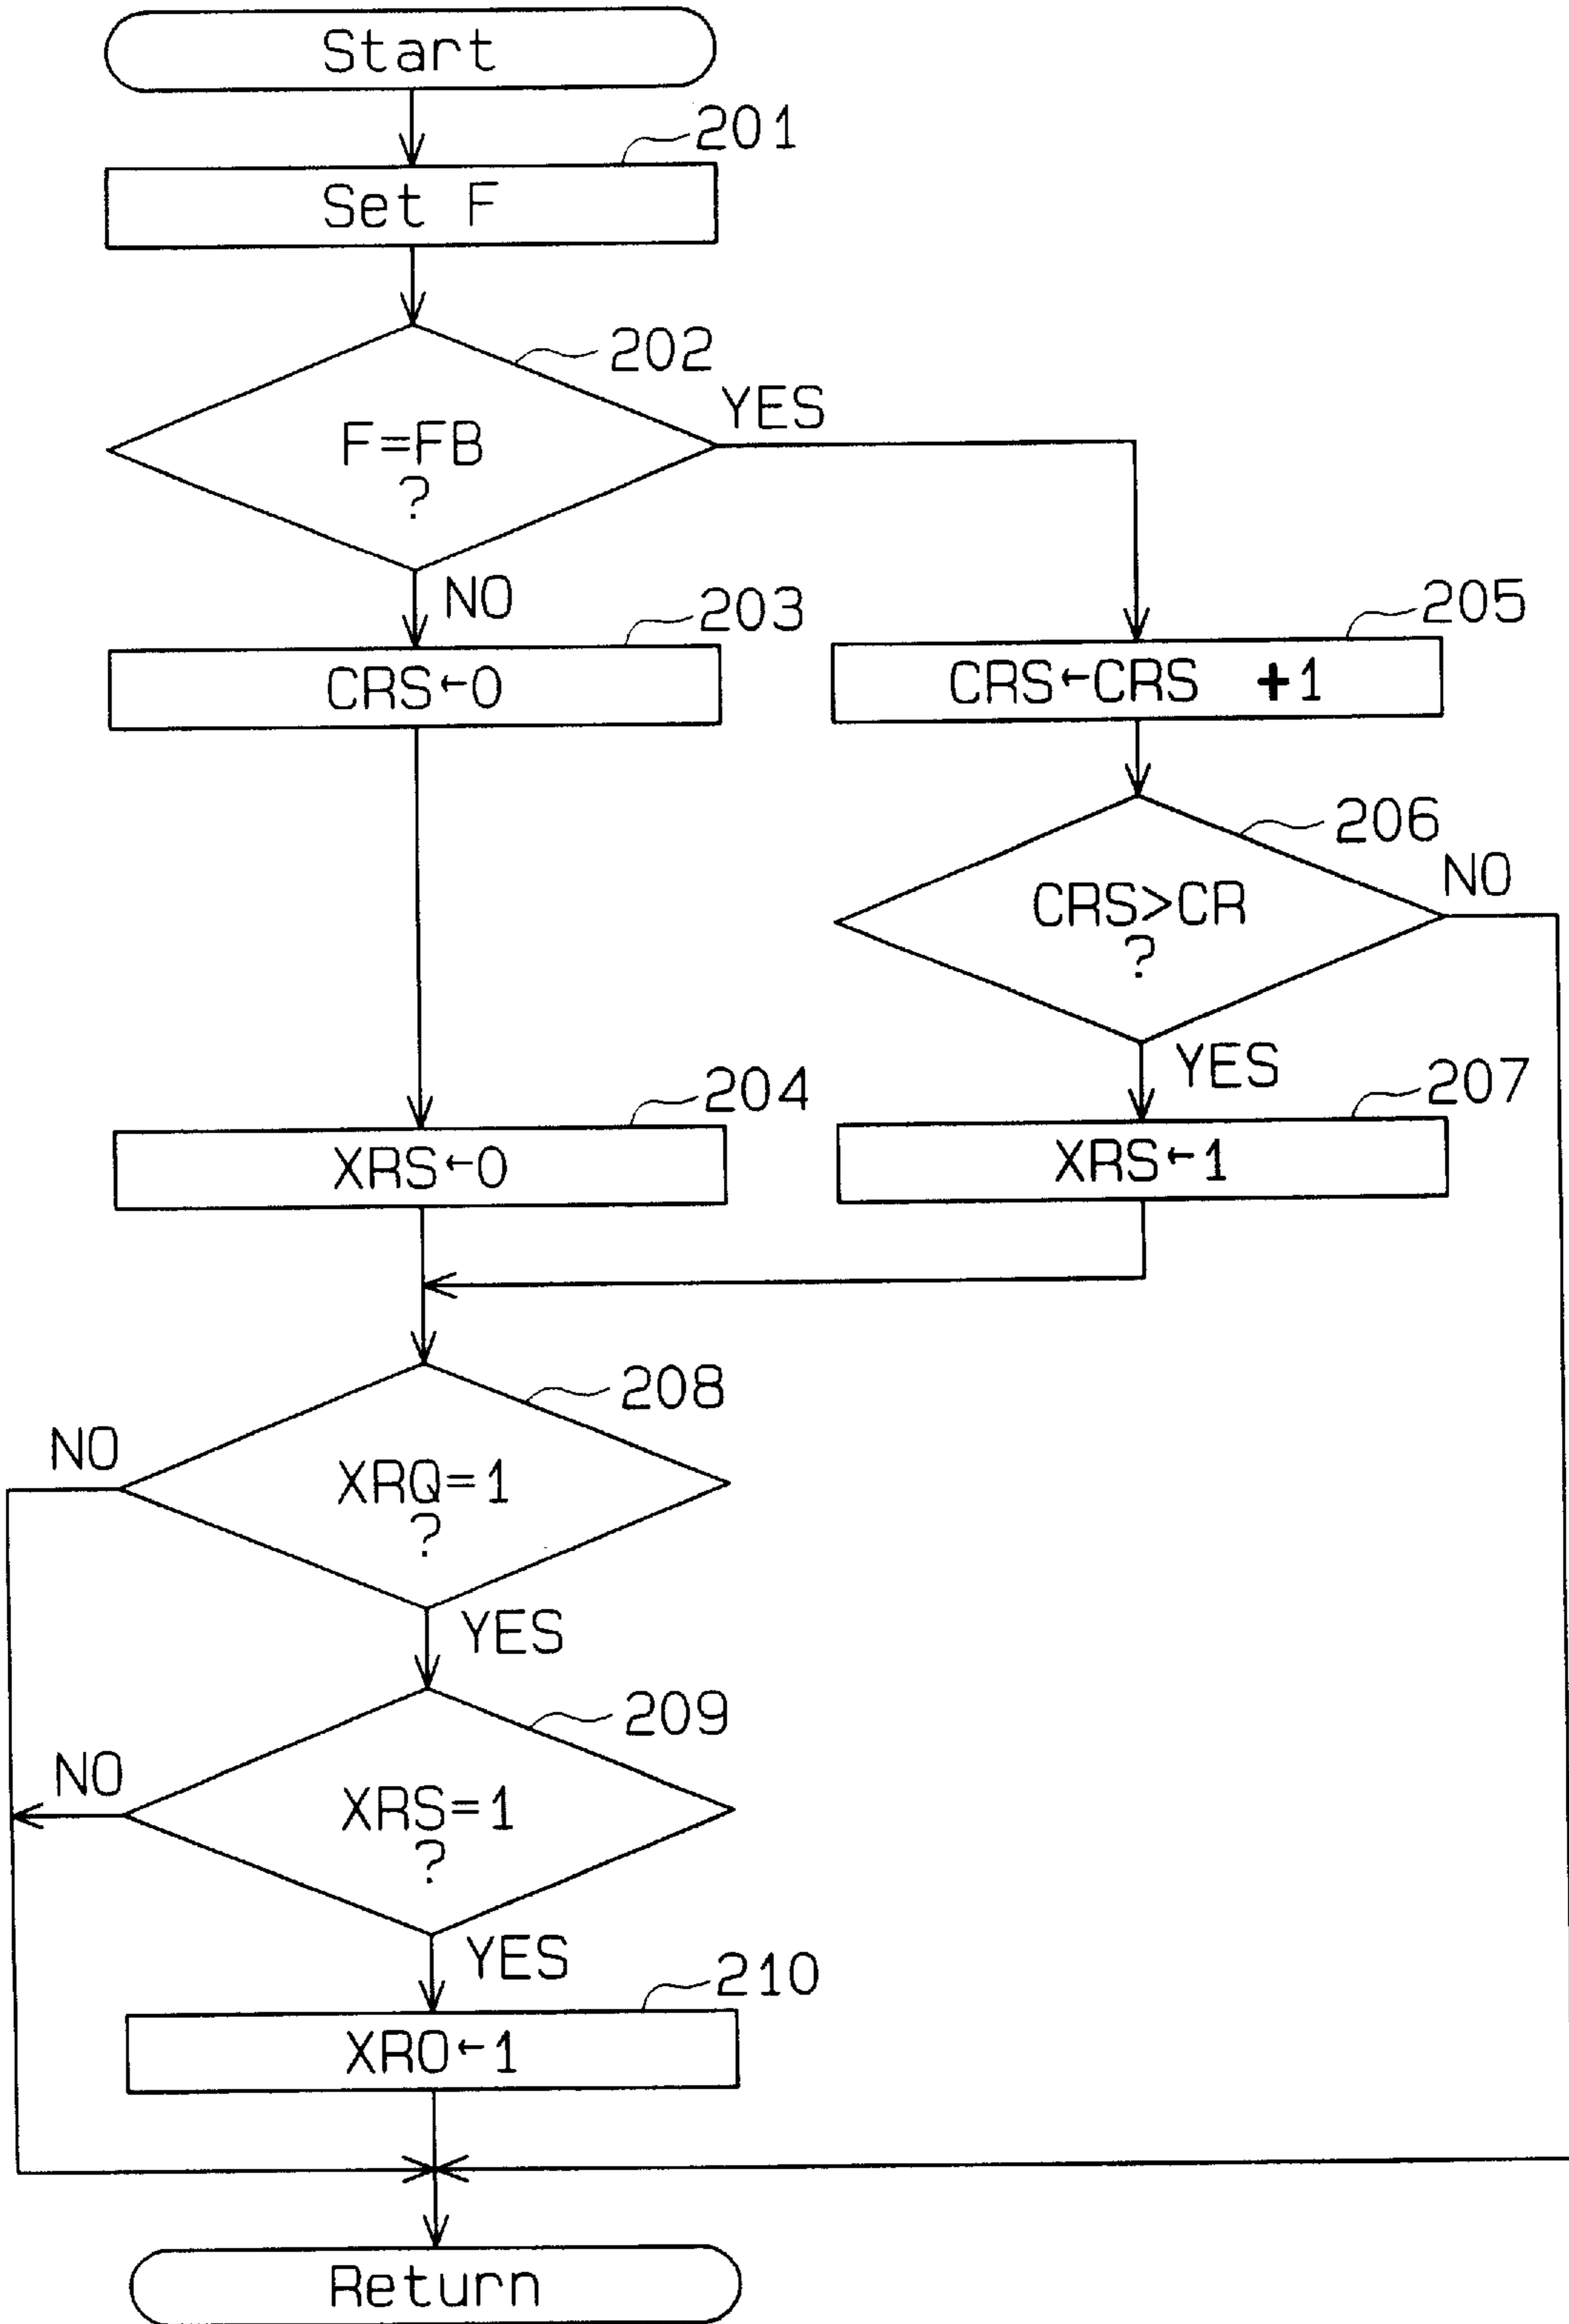 Start
201
Set F
202
F=FB
?
YES
NO
203
CRS←0
205
CRS←CRS +1
206
CRS>CR
?
NO
YES
204
XRS←0
207
XRS←1
208
XRQ=1
?
NO
YES
209
XRS=1
?
NO
YES
210
XRO←1
Return